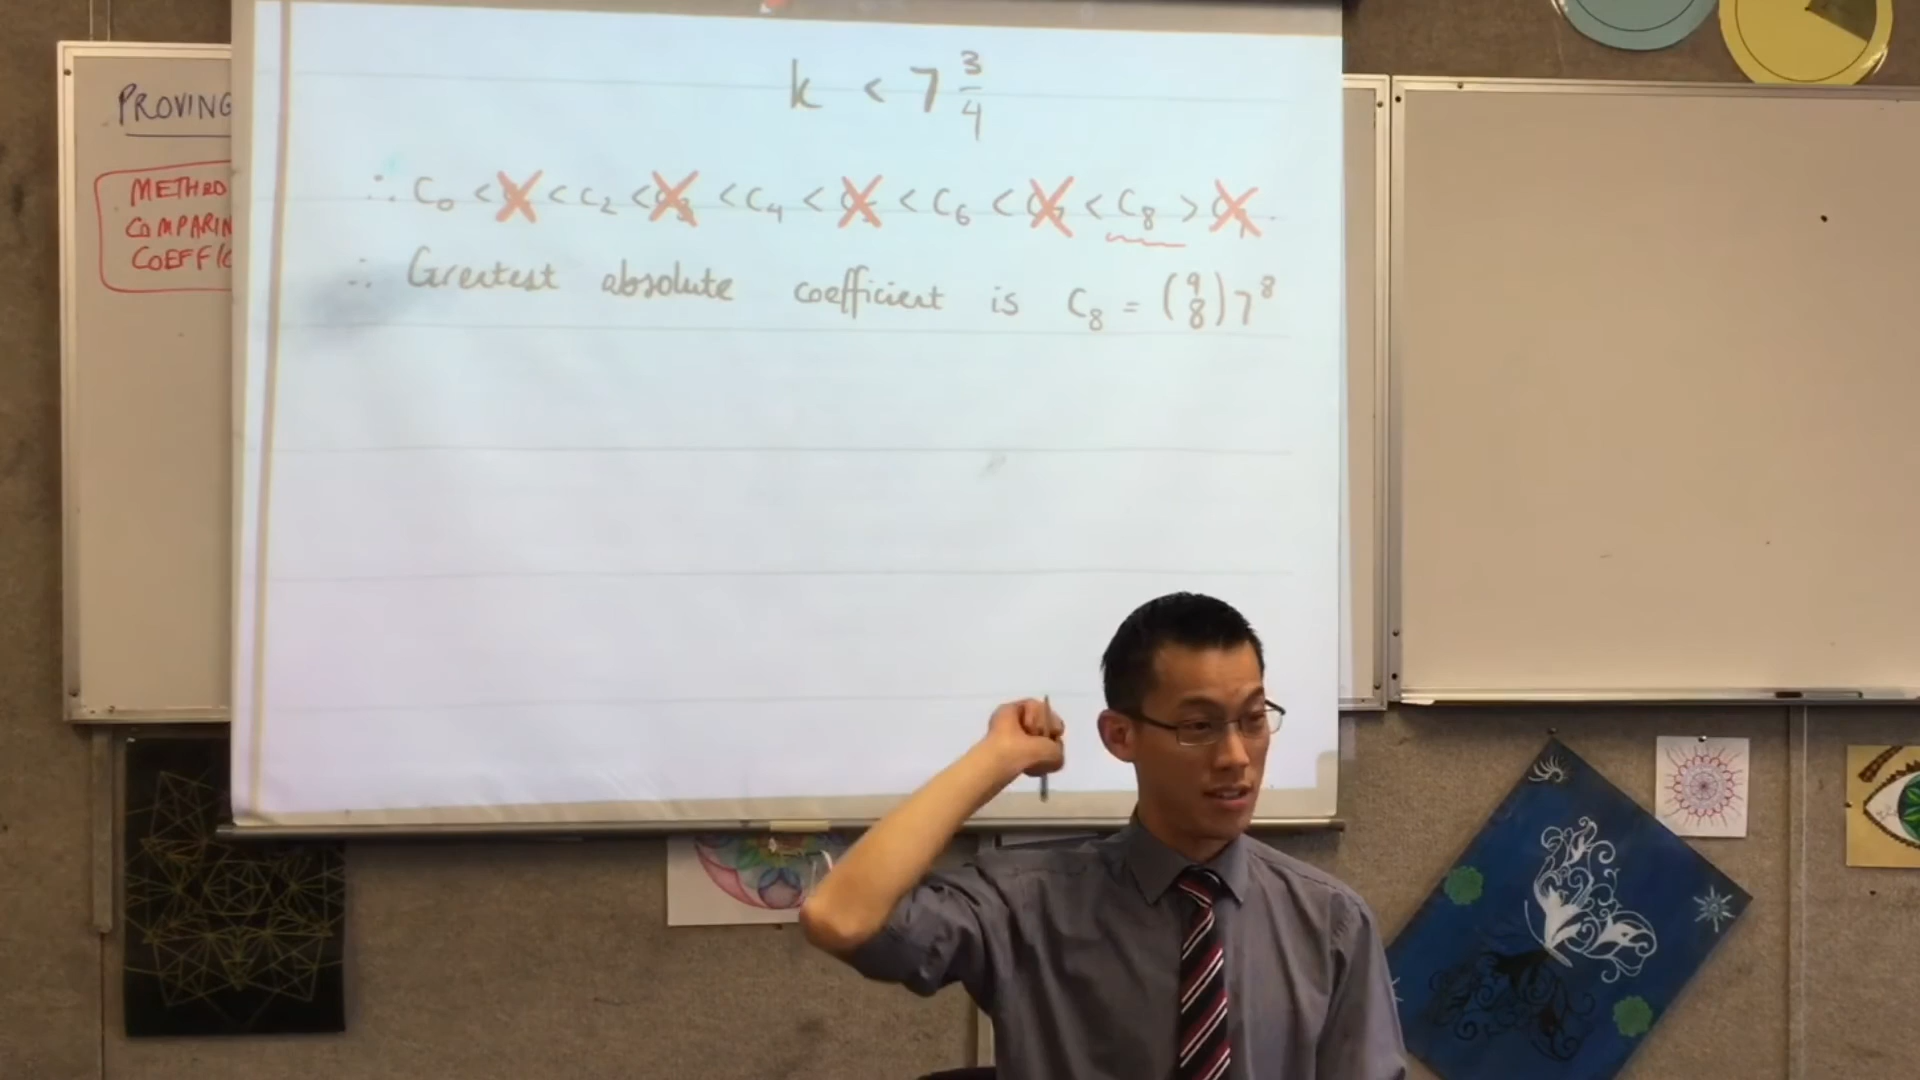 PROVING
METHOD
COMPARIN
COEFFIC
k < 7 3/4
∴ C₀ < < C₂ < < C₄ < < C₆ < < C₈ >
∴ Greatest absolute coefficient is C₈ = (9 8) 7⁸